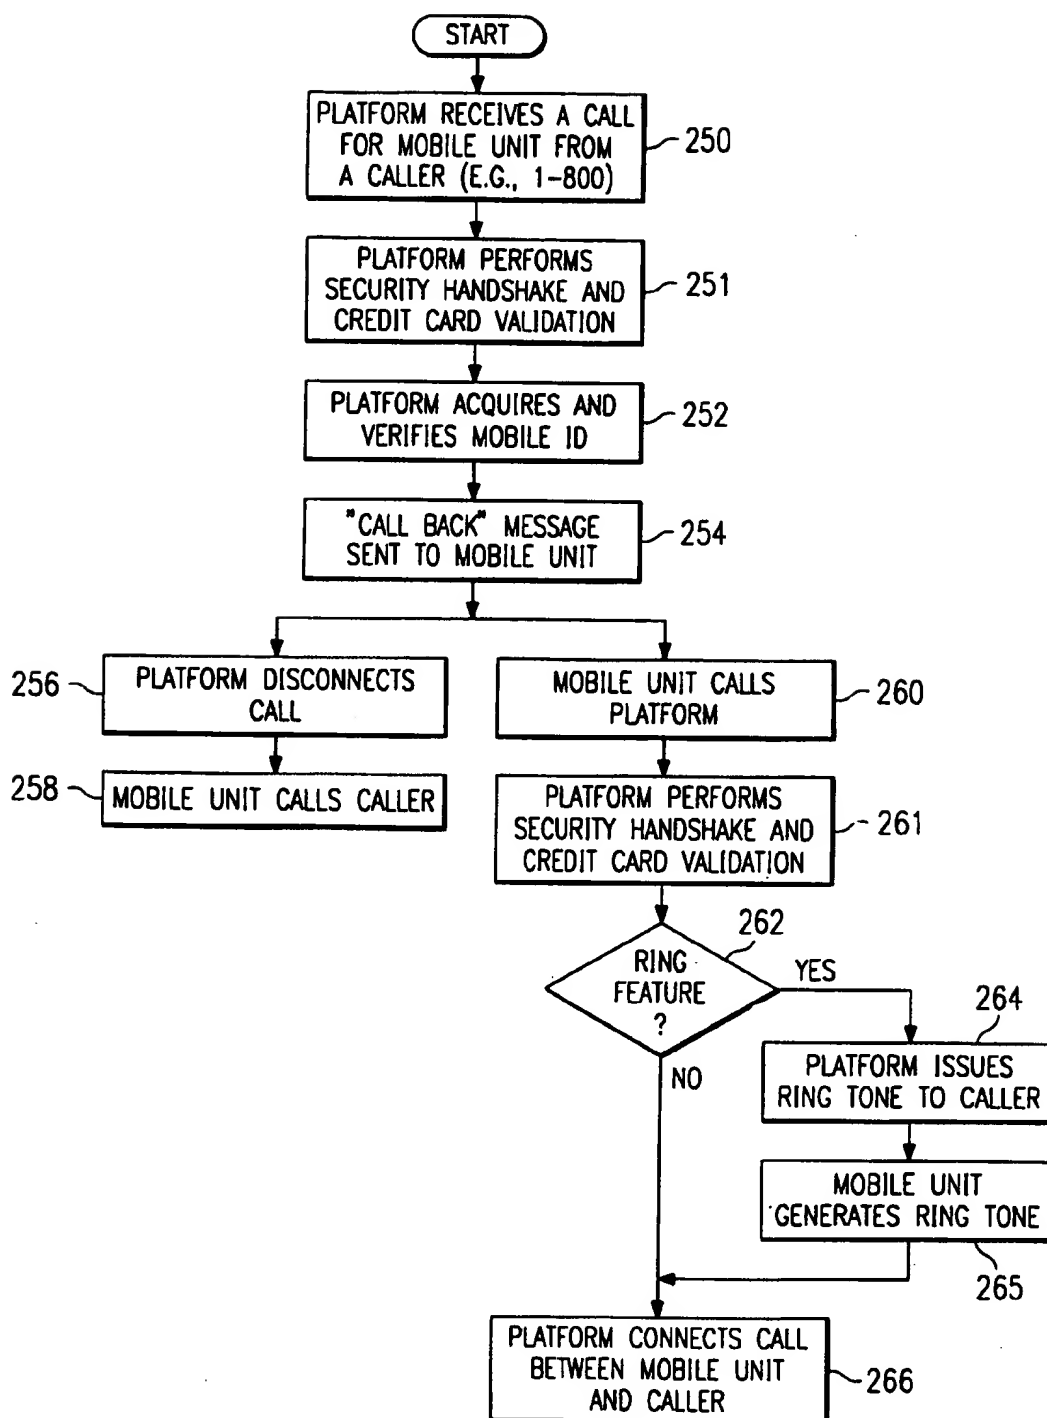 START
PLATFORM RECEIVES A CALL
FOR MOBILE UNIT FROM
A CALLER (E.G., 1-800)
250
PLATFORM PERFORMS
SECURITY HANDSHAKE AND
CREDIT CARD VALIDATION
251
PLATFORM ACQUIRES AND
VERIFIES MOBILE ID
252
"CALL BACK" MESSAGE
SENT TO MOBILE UNIT
254
256
PLATFORM DISCONNECTS
CALL
MOBILE UNIT CALLS
PLATFORM
260
258
MOBILE UNIT CALLS CALLER
PLATFORM PERFORMS
SECURITY HANDSHAKE AND
CREDIT CARD VALIDATION
261
262
RING
FEATURE
?
YES
NO
264
PLATFORM ISSUES
RING TONE TO CALLER
MOBILE UNIT
GENERATES RING TONE
265
PLATFORM CONNECTS CALL
BETWEEN MOBILE UNIT
AND CALLER
266